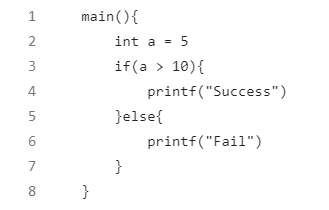 1 main(){
2     int a = 5
3     if(a > 10){
4         printf("Success")
5     }else{
6         printf("Fail")
7     }
8 }